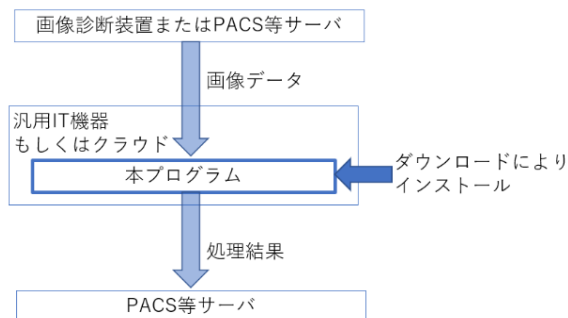 画像診断装置またはPACS等サーバ
画像データ
汎用IT機器
もしくはクラウド
本プログラム
ダウンロードにより
インストール
処理結果
PACS等サーバ